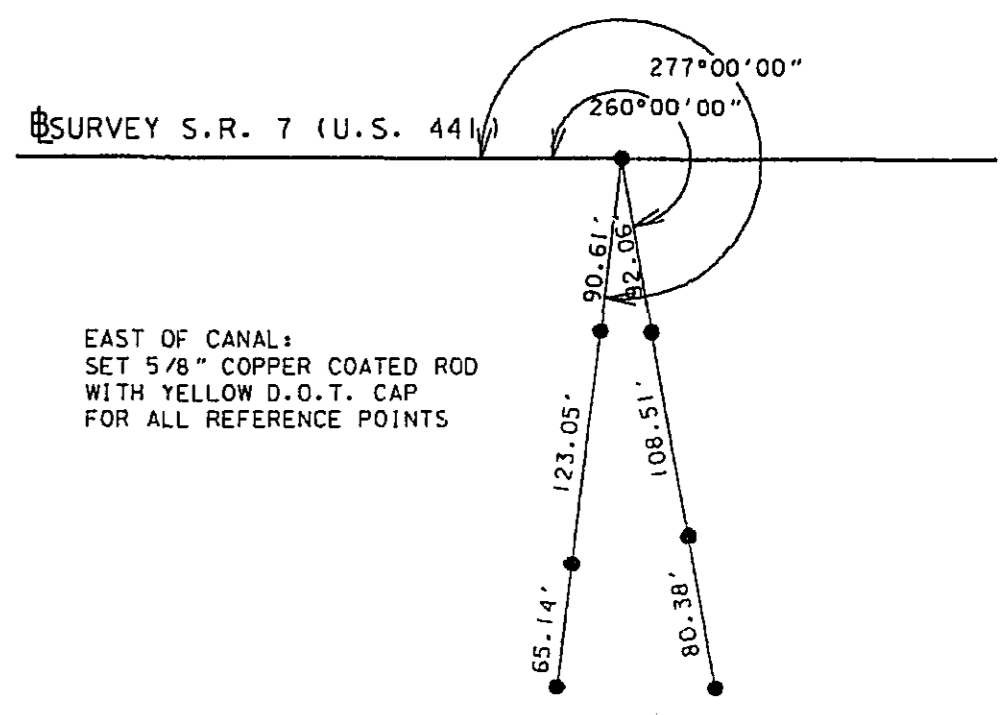 277°00'00"
260°00'00"
℄SURVEY S.R. 7 (U.S. 441)
90.61'
92.06'
EAST OF CANAL:
SET 5/8" COPPER COATED ROD
WITH YELLOW D.O.T. CAP
FOR ALL REFERENCE POINTS
123.05'
108.51'
65.14'
80.38'